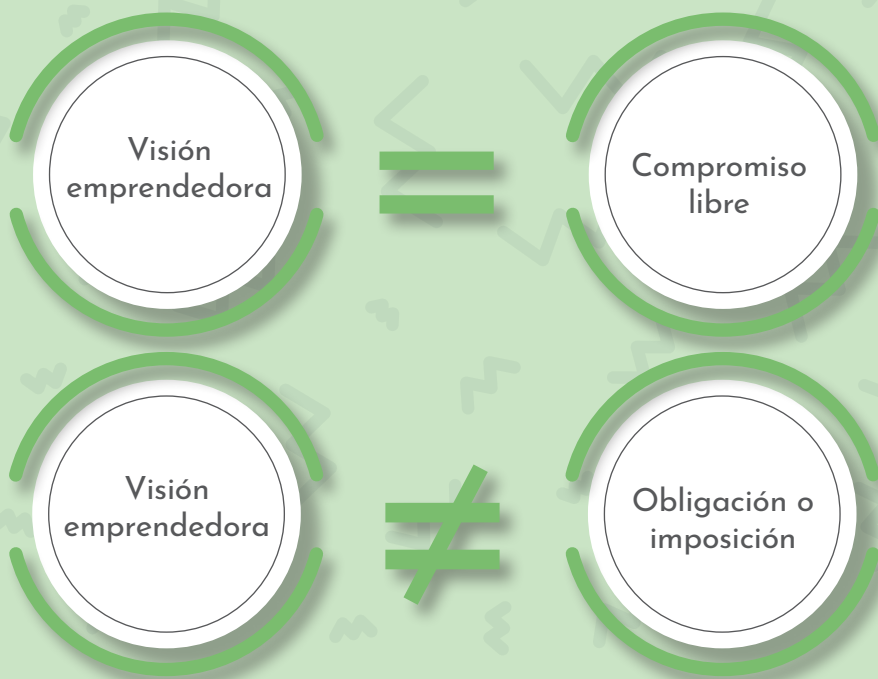 Visión
emprendedora
=
Compromiso
libre
Visión
emprendedora
≠
Obligación o
imposición